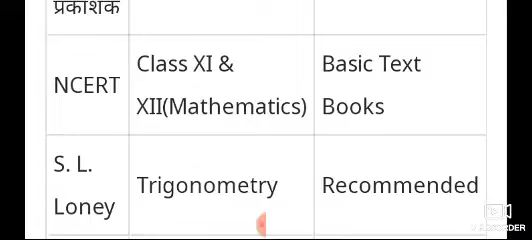 प्रकाशक
Class XI &
Basic Text
NCERT
XII(Mathematics)
Books
S. L.
Trigonometry
Recommended
Loney